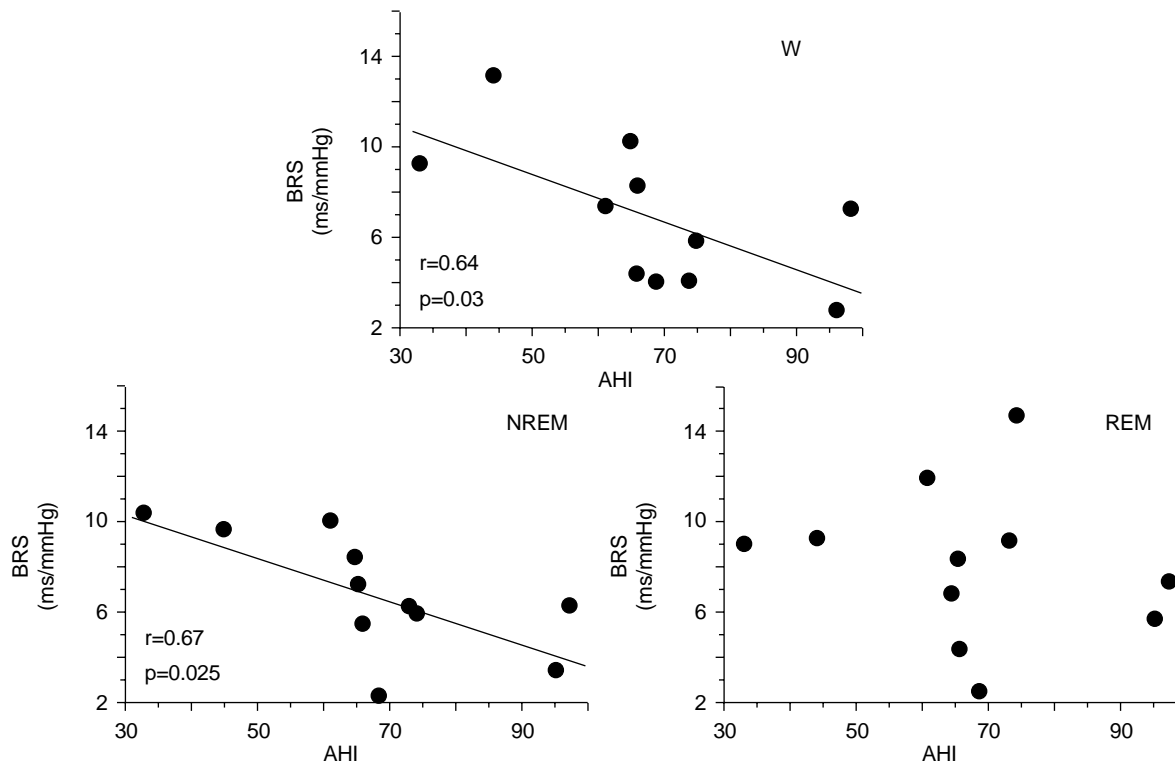 W
14
10
6
2
BRS
(ms/mmHg)
r=0.64
p=0.03
30 50 70 90
AHI
NREM
14
10
6
2
BRS
(ms/mmHg)
r=0.67
p=0.025
30 50 70 90
AHI
REM
14
10
6
2
BRS
(ms/mmHg)
30 50 70 90
AHI